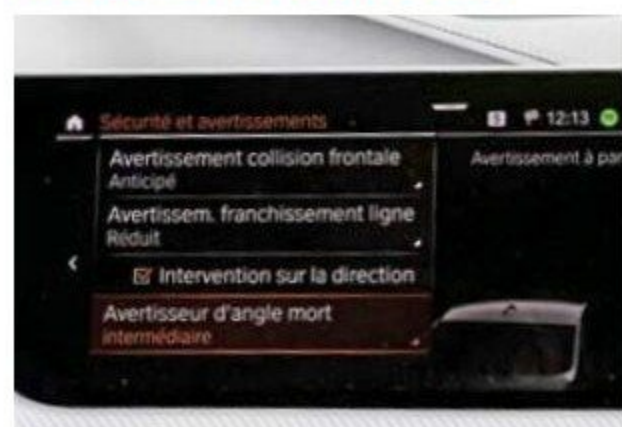 Sécurité et avertissements
12:13
Avertissement collision frontale
Anticipé
Avertissement à par
Avertissem. franchissement ligne
Réduit
Intervention sur la direction
Avertisseur d'angle mort
intermédiaire